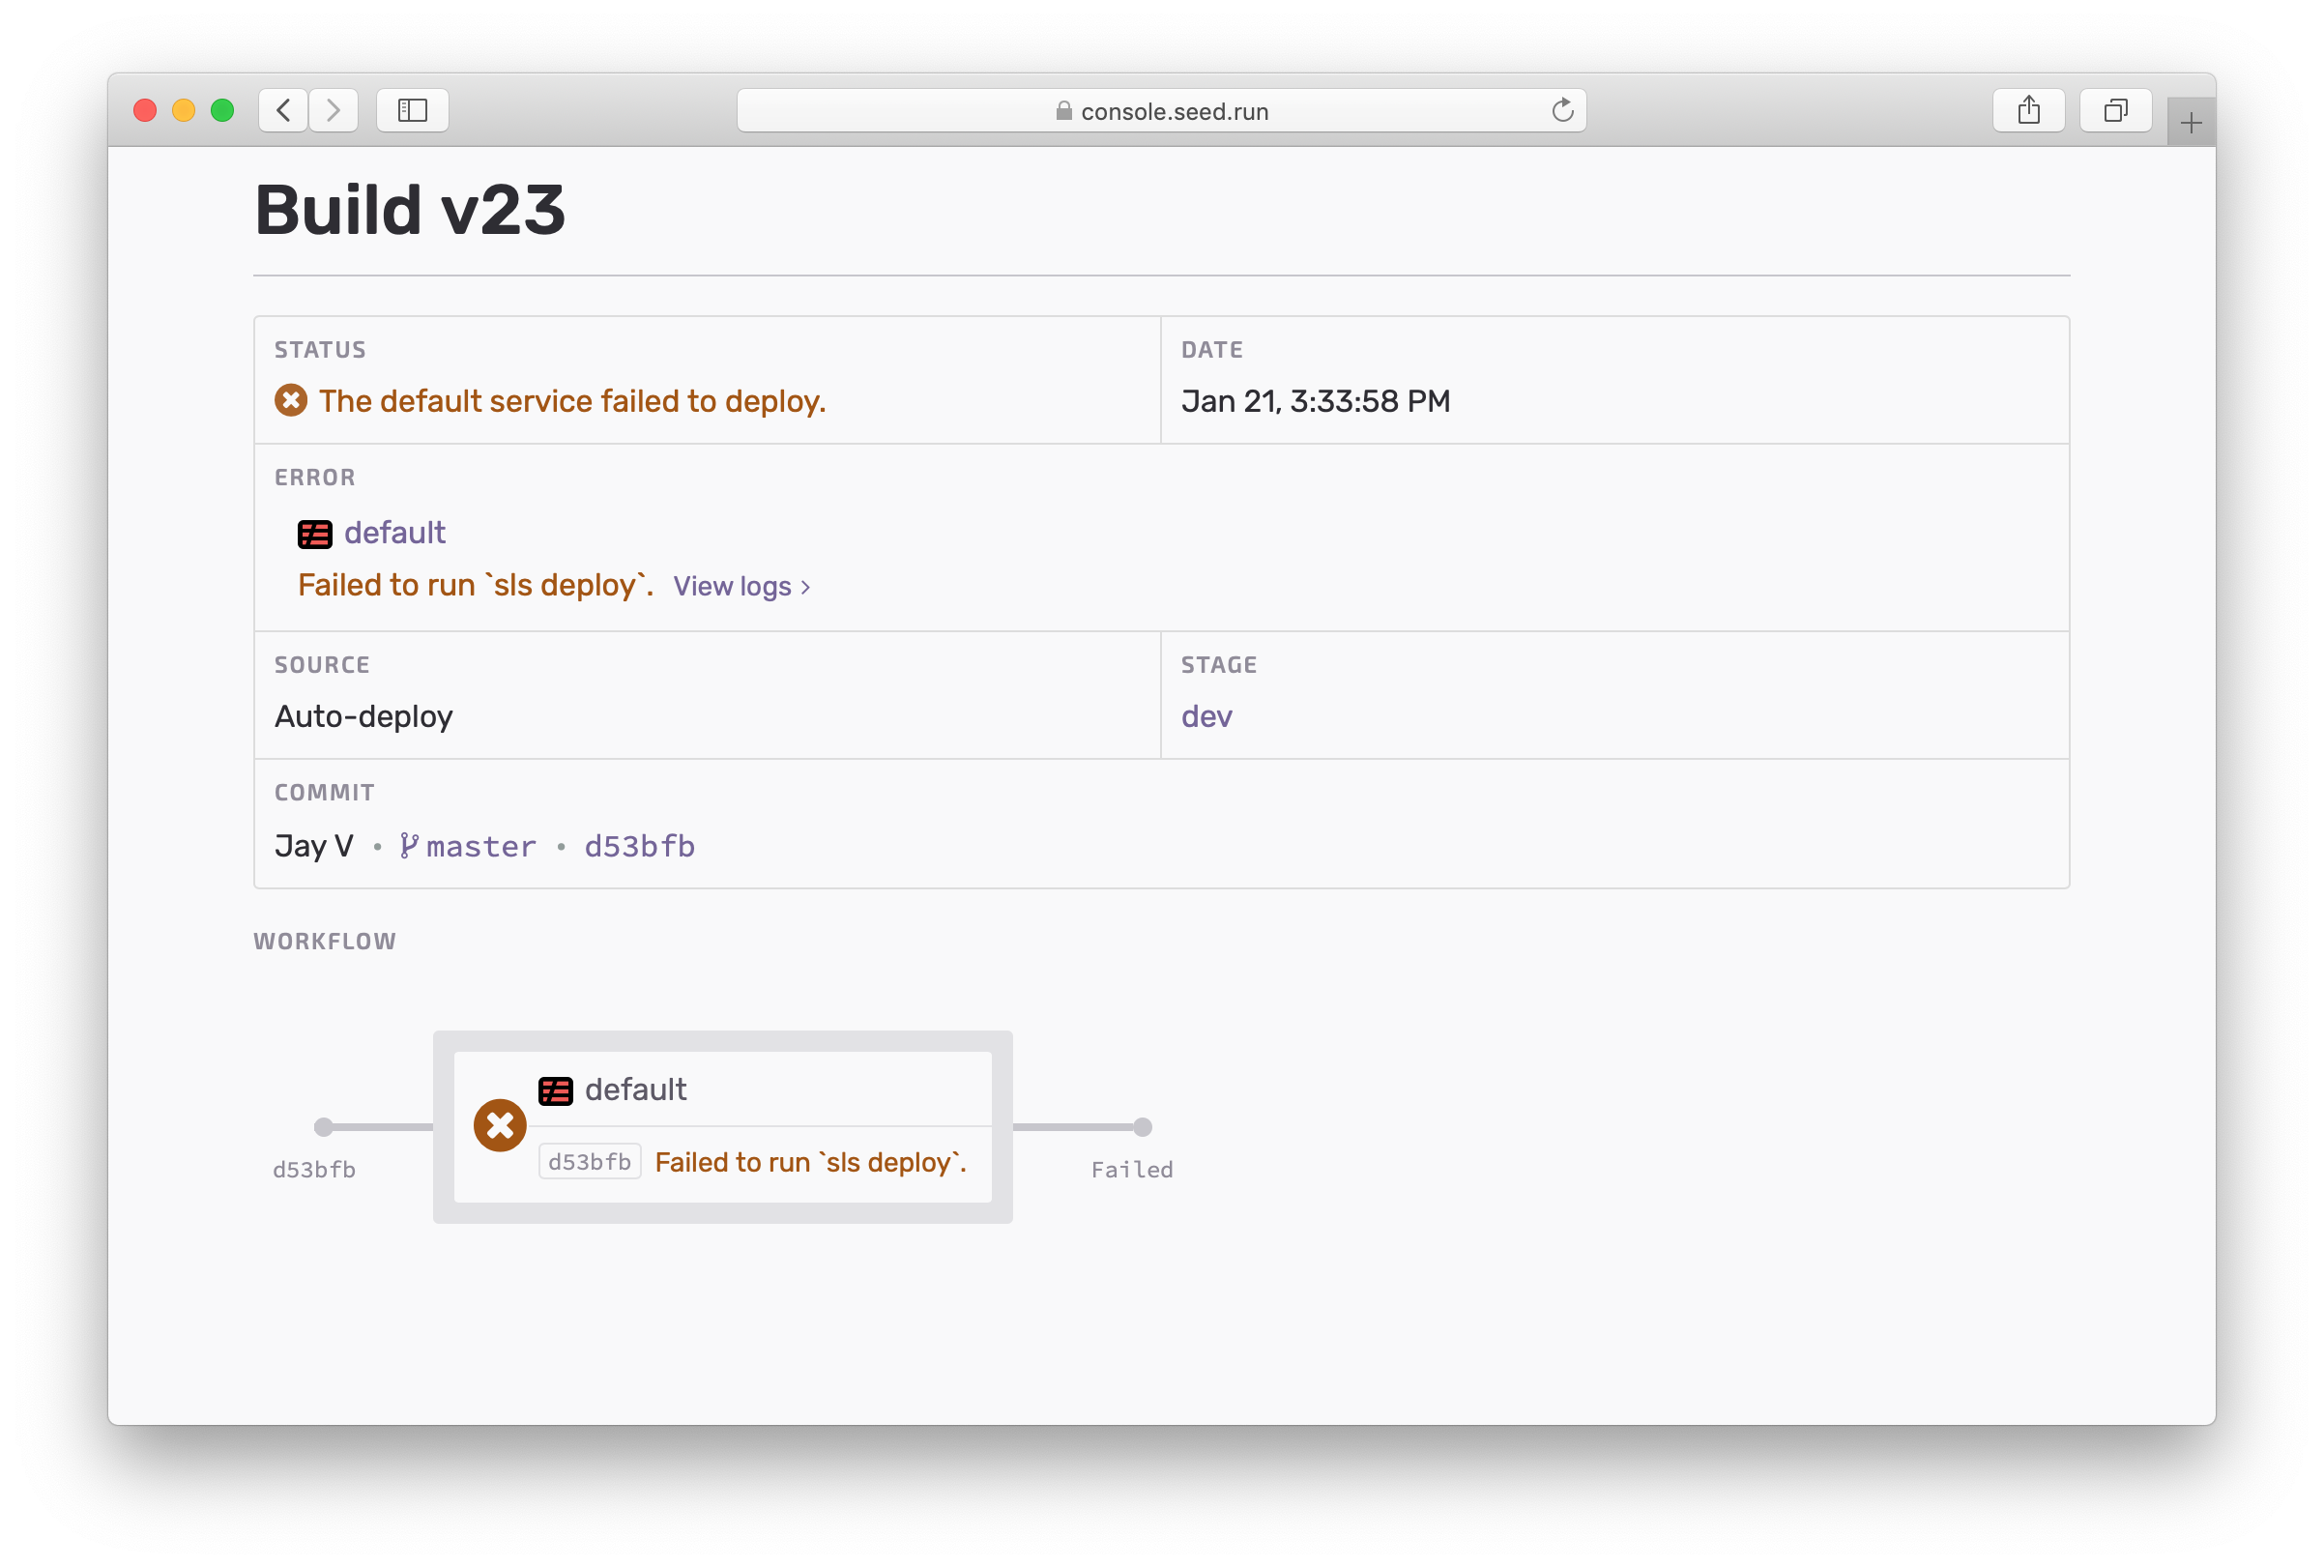 console.seed.run
Build v23
STATUS
The default service failed to deploy.
DATE
Jan 21, 3:33:58 PM
ERROR
default
Failed to run `sls deploy`. View logs ›
SOURCE
Auto-deploy
STAGE
dev
COMMIT
Jay V • master • d53bfb
WORKFLOW
default
d53bfb Failed to run `sls deploy`.
d53bfb
Failed